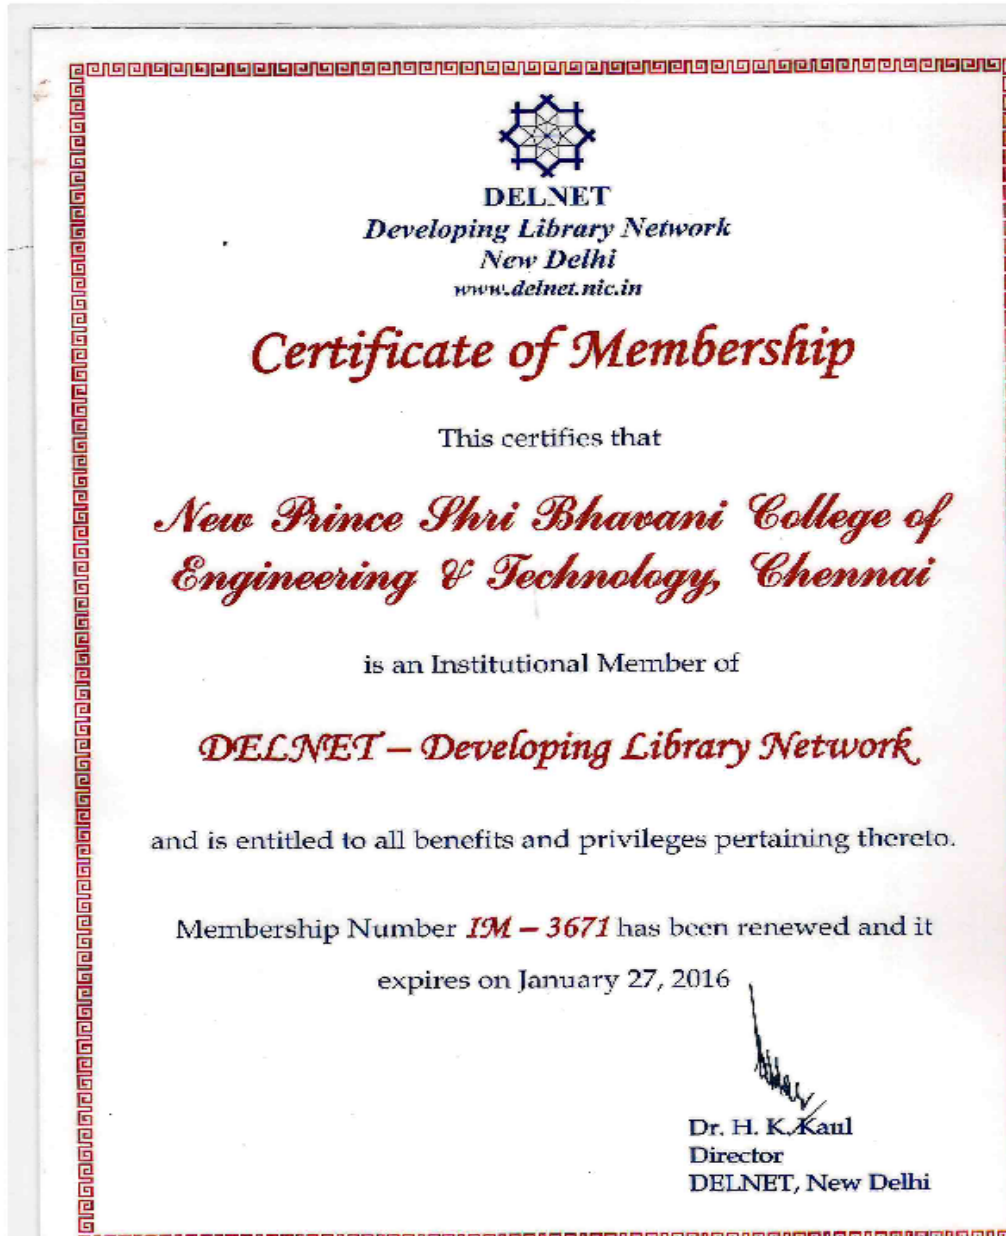 DELNET
Developing Library Network
New Delhi
www.delnet.nic.in
Certificate of Membership
This certifies that
New Prince Shri Bhavani College of
Engineering & Technology, Chennai
is an Institutional Member of
DELNET – Developing Library Network
and is entitled to all benefits and privileges pertaining thereto.
Membership Number IM – 3671 has been renewed and it
expires on January 27, 2016
Dr. H. K. Kaul
Director
DELNET, New Delhi